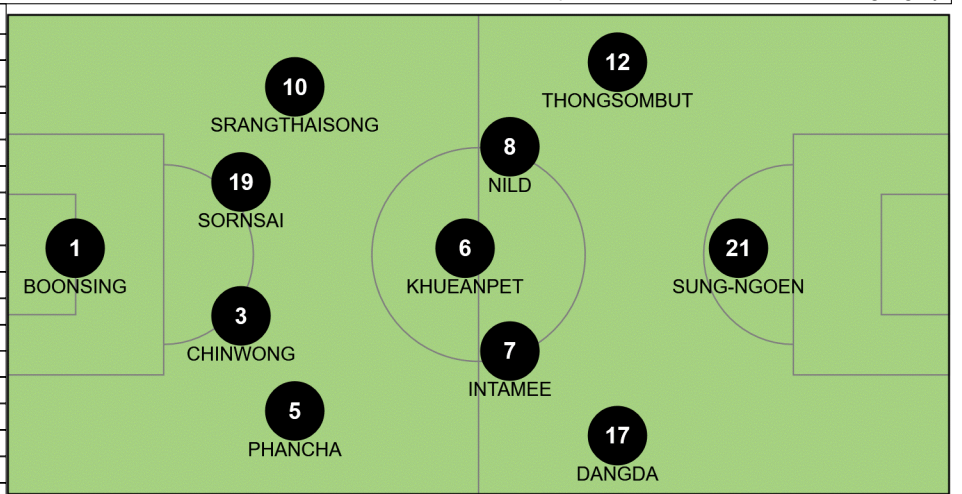 12
THONGSOMBUT
10
SRANGTHAISONG
8
NILD
19
SORNSAI
1
BOONSING
6
KHUEANPET
21
SUNG-NGOEN
3
CHINWONG
7
INTAMEE
5
PHANCHA
17
DANGDA